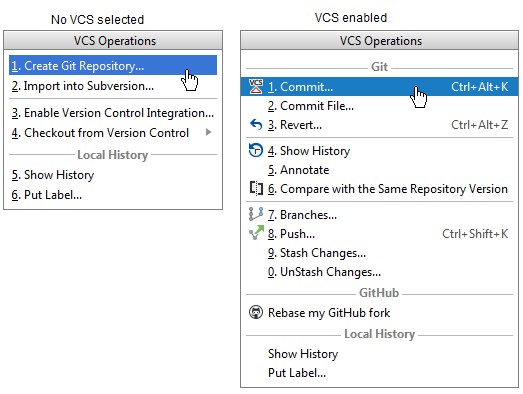 No VCS selected
VCS Operations
1. Create Git Repository...
2. Import into Subversion...
3. Enable Version Control Integration...
4. Checkout from Version Control
Local History
5. Show History
6. Put Label...
VCS enabled
VCS Operations
Git
VCS 1. Commit... Ctrl+Alt+K
2. Commit File...
3. Revert... Ctrl+Alt+Z
4. Show History
5. Annotate
6. Compare with the Same Repository Version
7. Branches...
8. Push... Ctrl+Shift+K
9. Stash Changes...
0. UnStash Changes...
GitHub
Rebase my GitHub fork
Local History
Show History
Put Label...